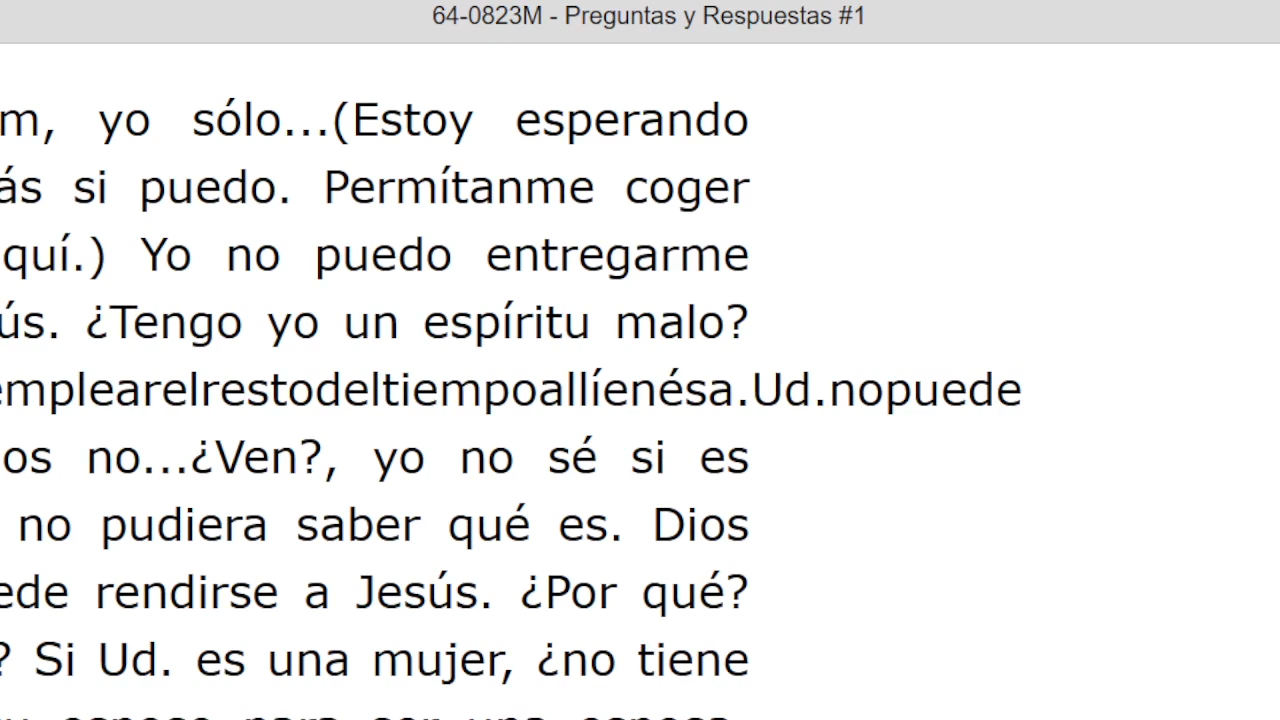 64-0823M - Preguntas y Respuestas #1
m, yo sólo...(Estoy esperando
ás si puedo. Permítanme coger
quí.) Yo no puedo entregarme
ús. ¿Tengo yo un espíritu malo?
emplearelrestodeltiempoallíenésa.Ud.nopuede
os no...¿Ven?, yo no sé si es
no pudiera saber qué es. Dios
ede rendirse a Jesús. ¿Por qué?
? Si Ud. es una mujer, ¿no tiene